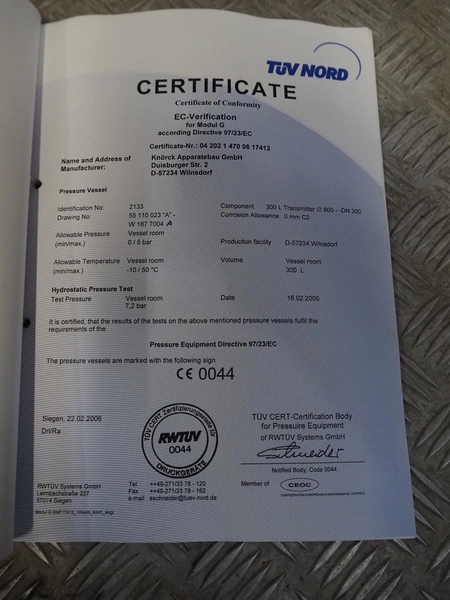 TÜV NORD
CERTIFICATE
Certificate of Conformity
EC-Verification
for Modul G
according Directive 97/23/EC
Certificate-Nr.: 04 202 1 470 06 17412
Name and Address of Manufacturer:
Knörck Apparatebau GmbH
Duisburger Str. 2
D-57234 Wilnsdorf
Pressure Vessel
Identification No: 2133 Component 300 L Transmitter Ø 800 - DN 300
Drawing No: 55 110 023 "A" - Corrosion Allowance 0 mm C2
W 187 7004 A
Allowable Pressure Vessel room
(min/max.) 0 / 5 bar Production facility D-57234 Wilnsdorf
Allowable Temperature Vessel room Volume Vessel room
(min/max.) -10 / 50 °C 300 L
Hydrostatic Pressure Test
Test Pressure Vessel room Date 16.02.2005
7,2 bar
It is certified, that the results of the tests on the above mentioned pressure vessels fulfil the
requirements of the
Pressure Equipment Directive 97/23/EC
The pressure vessels are marked with the following sign
CE 0044
Siegen, 22.02.2006
Drl/Ra
TÜV CERT Zertifizierungsstelle für
RWTÜV
0044
DRUCKGERÄTE
TÜV CERT-Certification Body
for Pressuire Equipment
of RWTÜV Systems GmbH
Schneider
Notified Body, Code 0044
RWTÜV Systems GmbH
Leimbachstraße 227
57074 Siegen
Tel ++49-271/33 78 - 120
Fax ++49-271/33 78 - 162
e-mail eschneider@tuev-nord.de
Member of CEOC